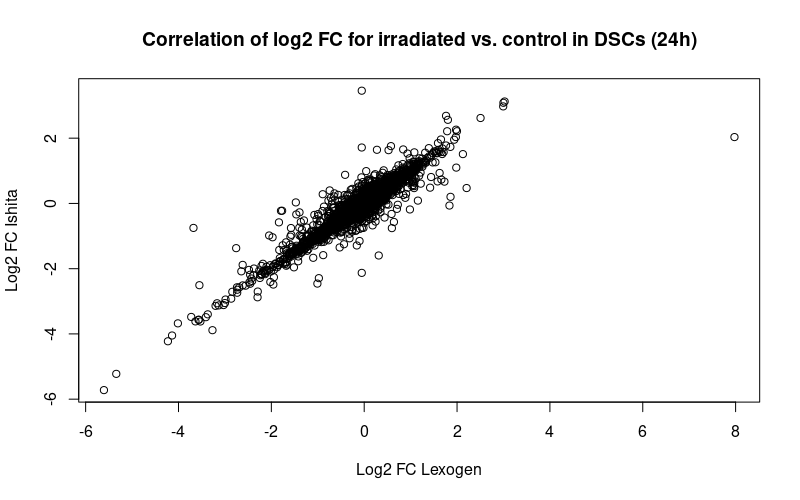 Correlation of log2 FC for irradiated vs. control in DSCs (24h)
Log2 FC Ishita
2
0
-2
-4
-6
-6 -4 -2 0 2 4 6 8
Log2 FC Lexogen